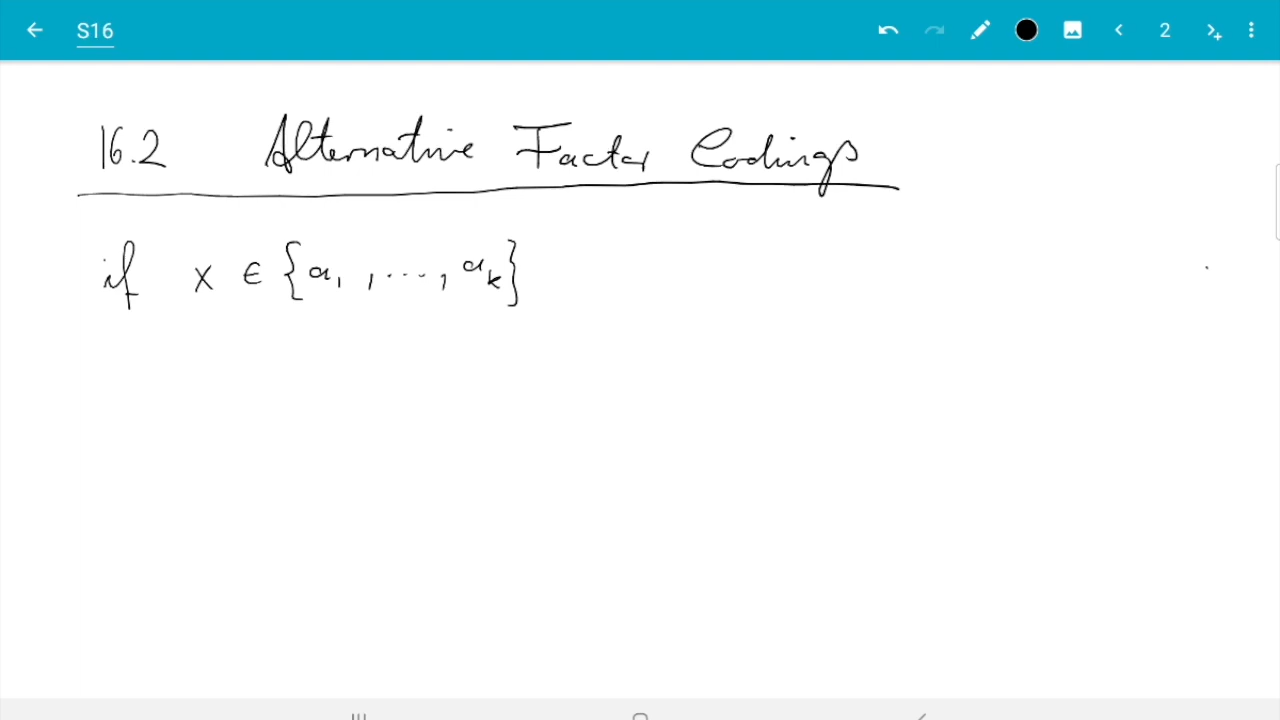 S16
2
16.2 Alternative Factor Codings
if x ∈ {a₁, ..., aₖ}